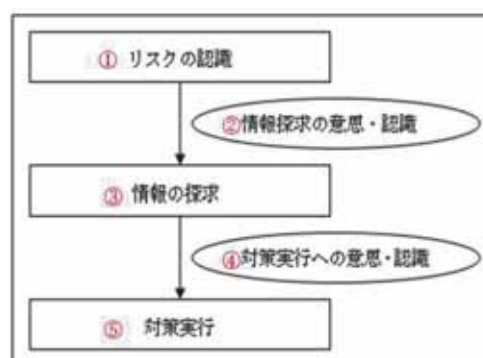 ① リスクの認識
②情報探求の意思・認識
③ 情報の探求
④対策実行への意思・認識
⑤ 対策実行